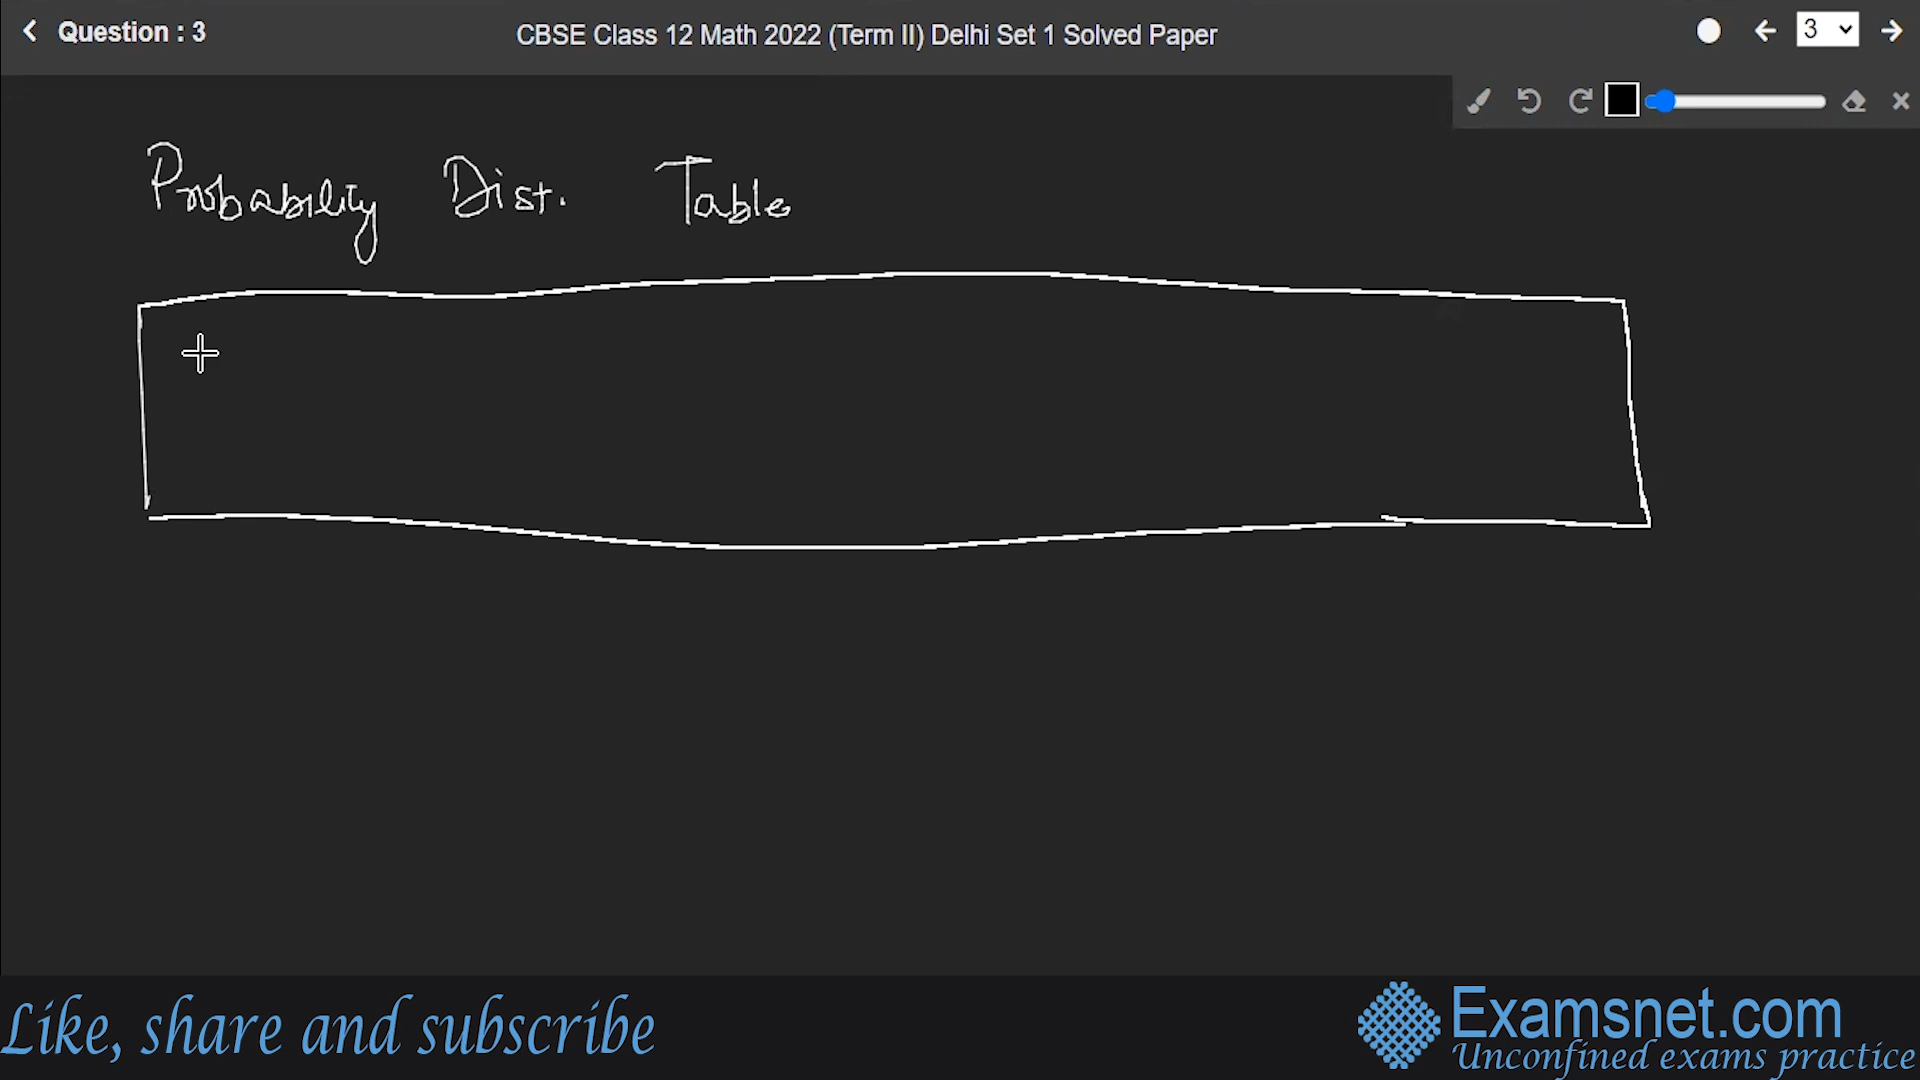 Question : 3
CBSE Class 12 Math 2022 (Term II) Delhi Set 1 Solved Paper
3
Probability Dist. Table
Like, share and subscribe
Examsnet.com
Unconfined exams practice